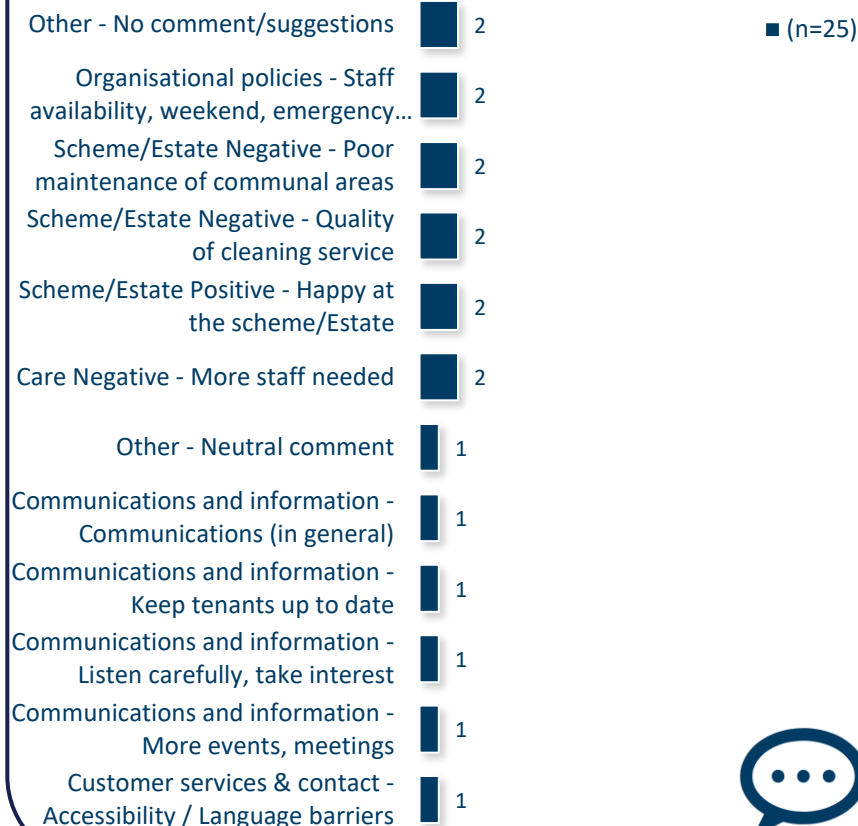 Other - No comment/suggestions 2
(n=25)
Organisational policies - Staff
availability, weekend, emergency... 2
Scheme/Estate Negative - Poor
maintenance of communal areas 2
Scheme/Estate Negative - Quality
of cleaning service 2
Scheme/Estate Positive - Happy at
the scheme/Estate 2
Care Negative - More staff needed 2
Other - Neutral comment 1
Communications and information -
Communications (in general) 1
Communications and information -
Keep tenants up to date 1
Communications and information -
Listen carefully, take interest 1
Communications and information -
More events, meetings 1
Customer services & contact -
Accessibility / Language barriers 1